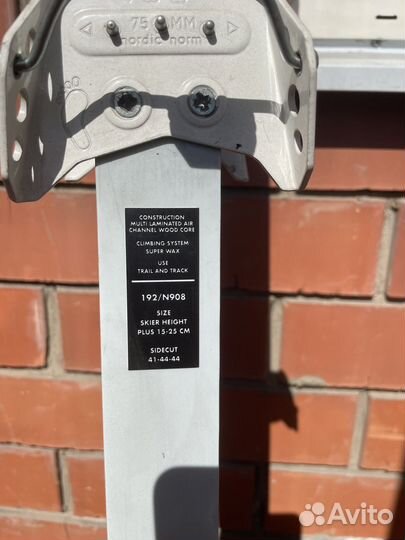 75 MM
nordic norm
CONSTRUCTION
MULTI LAMINATED AIR
CHANNEL WOOD CORE
CLIMBING SYSTEM
SUPER WAX
USE
TRAIL AND TRACK
192/N908
SIZE
SKIER HEIGHT
PLUS 15-25 CM
SIDECUT
41-44-44
Avito